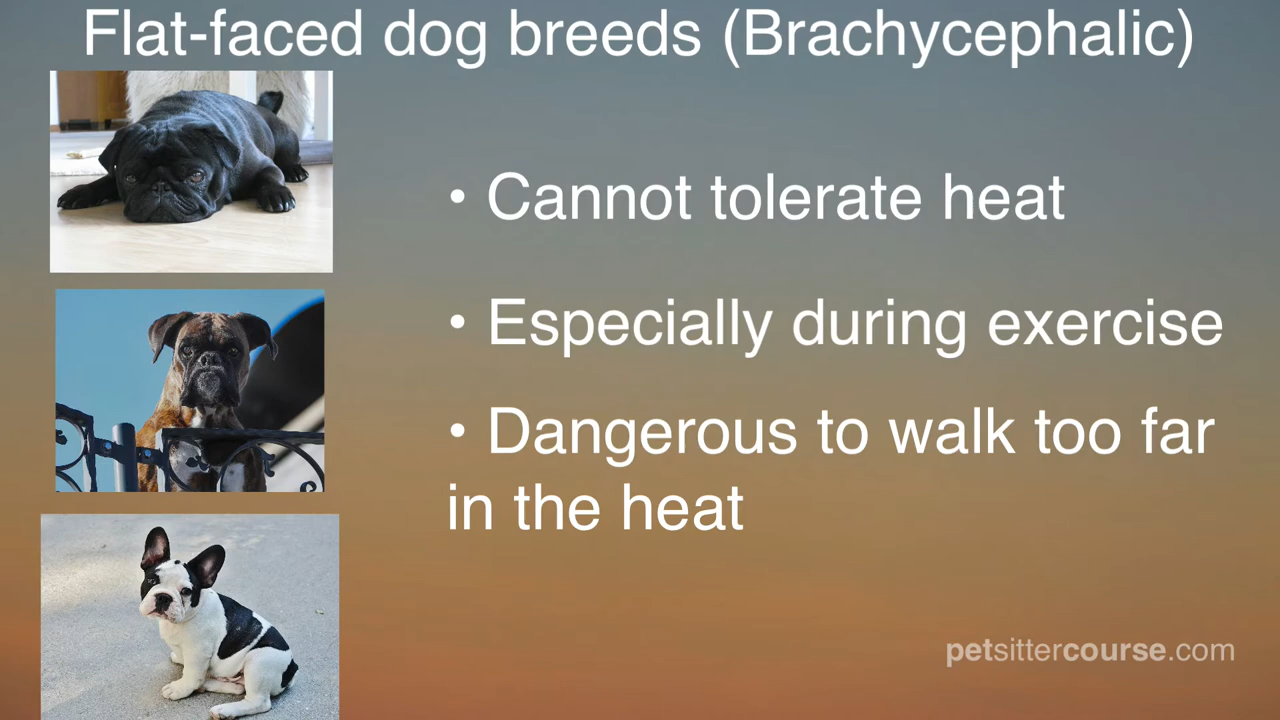 Flat-faced dog breeds (Brachycephalic)
• Cannot tolerate heat
• Especially during exercise
• Dangerous to walk too far
in the heat
petsittercourse.com